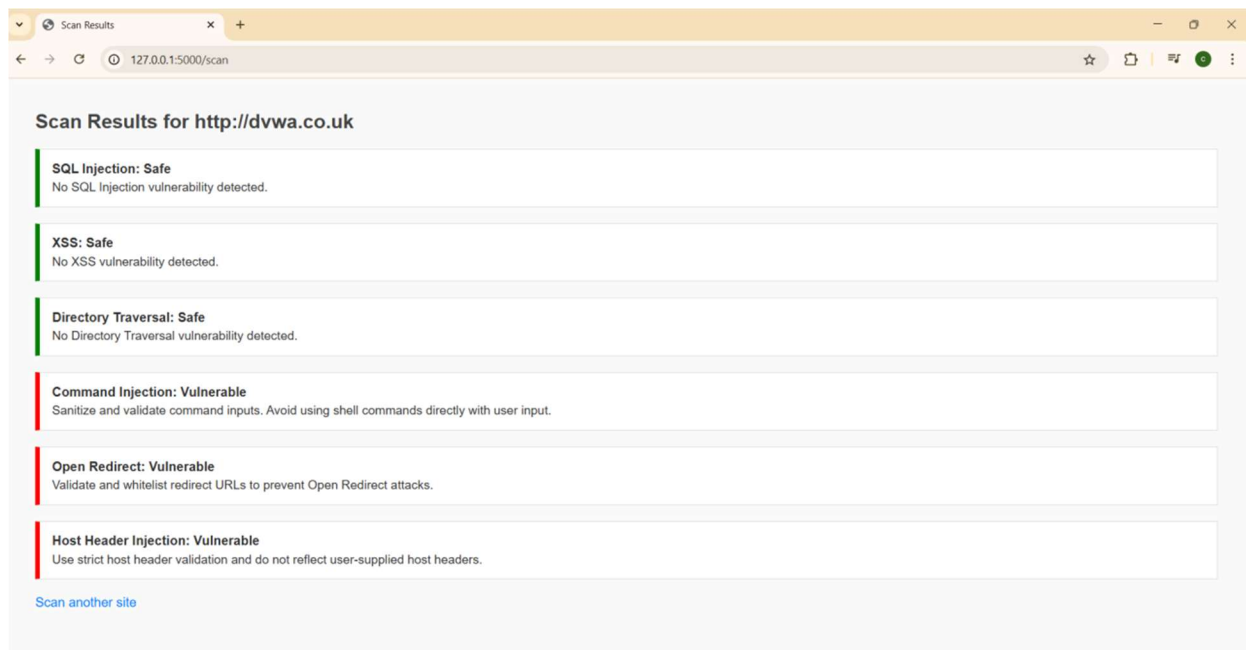 Scan Results
127.0.0.1:5000/scan
C
Scan Results for http://dvwa.co.uk
SQL Injection: Safe
No SQL Injection vulnerability detected.
XSS: Safe
No XSS vulnerability detected.
Directory Traversal: Safe
No Directory Traversal vulnerability detected.
Command Injection: Vulnerable
Sanitize and validate command inputs. Avoid using shell commands directly with user input.
Open Redirect: Vulnerable
Validate and whitelist redirect URLs to prevent Open Redirect attacks.
Host Header Injection: Vulnerable
Use strict host header validation and do not reflect user-supplied host headers.
Scan another site